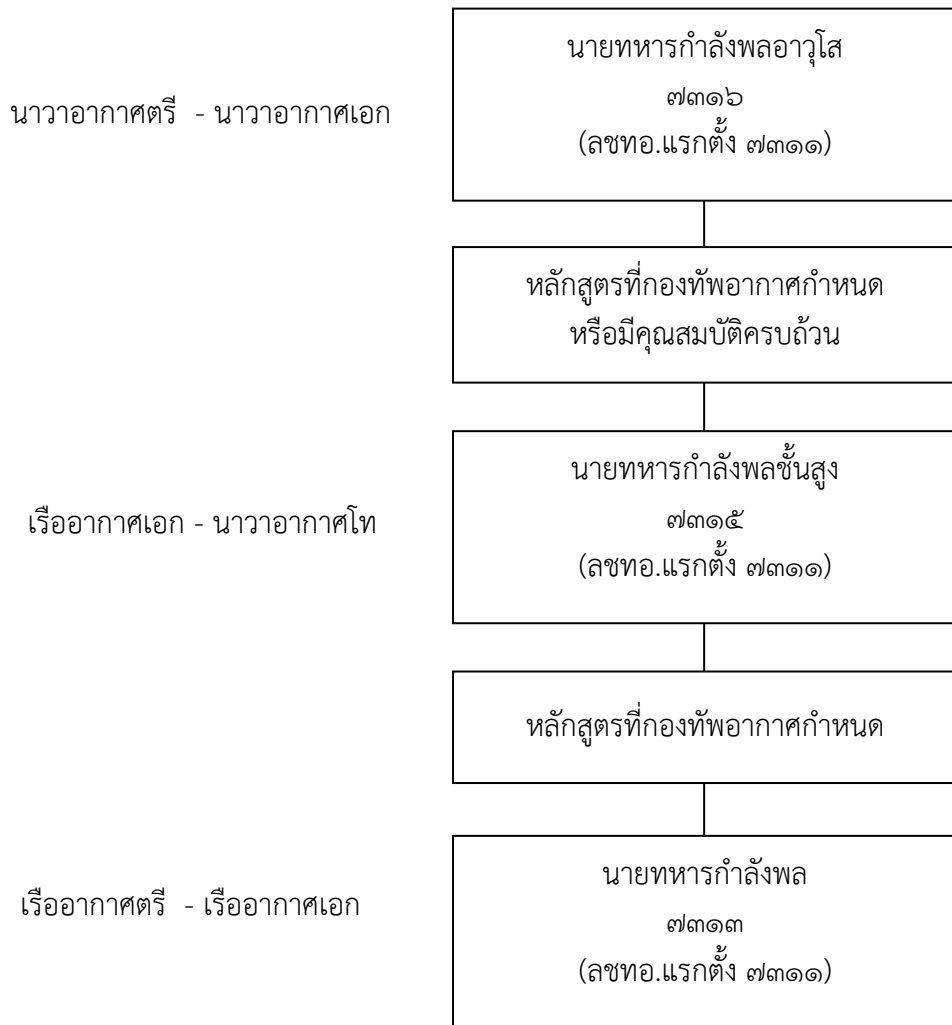 นายทหารกำลังพลอาวุโส
นาวาอากาศตรี - นาวาอากาศเอก
๗๓๑๖
(ลชทอ.แรกตั้ง ๗๓๑๑)
หลักสูตรที่กองทัพอากาศกำหนด
หรือมีคุณสมบัติครบถ้วน
นายทหารกำลังพลชั้นสูง
เรืออากาศเอก - นาวาอากาศโท
๗๓๑๕
(ลชทอ.แรกตั้ง ๗๓๑๑)
หลักสูตรที่กองทัพอากาศกำหนด
นายทหารกำลังพล
เรืออากาศตรี - เรืออากาศเอก
๗๓๑๓
(ลชทอ.แรกตั้ง ๗๓๑๑)